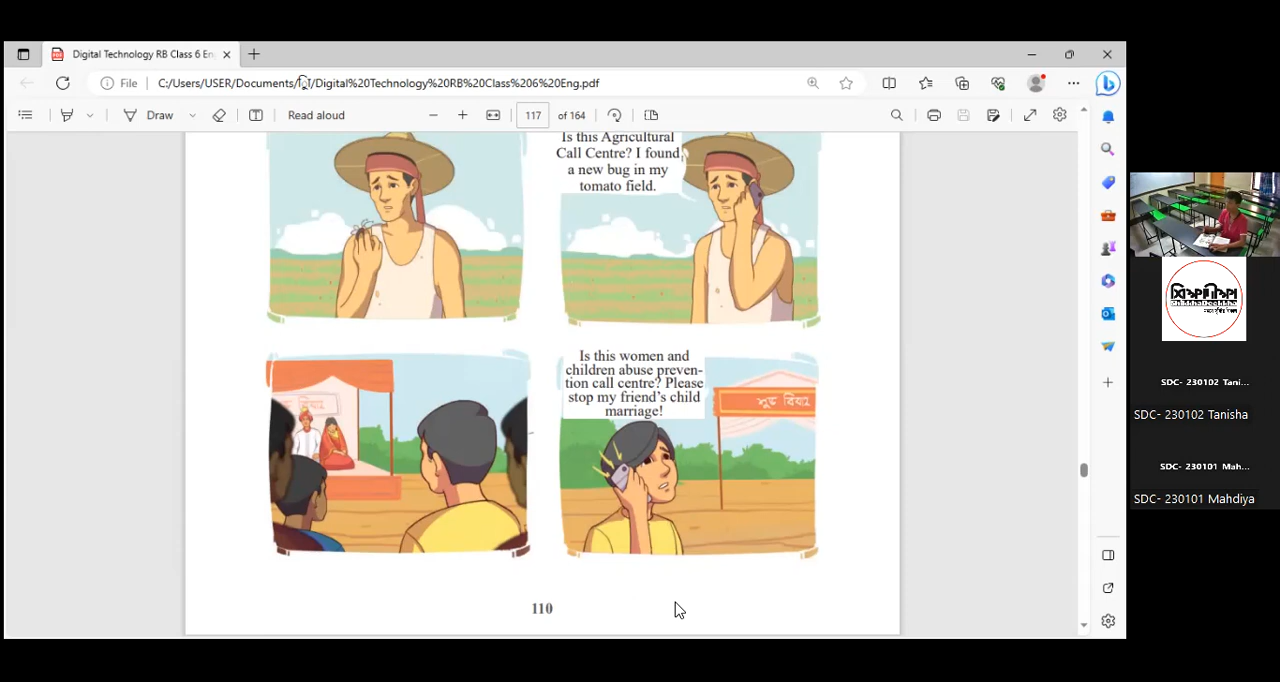 Digital Technology RB Class 6 En
File
C:/Users/USER/Documents/
/Digital%20Technology%20RB%20Class%206%20Eng.pdf
Draw
Read aloud
117
of 164
Is this Agricultural
Call Centre? I found
a new bug in my
tomato field.
Is this women and
children abuse preven-
tion call centre? Please
stop my friend's child
marriage!
শুভ বিবাহ
110
SDC- 230102 Tani...
SDC- 230102 Tanisha
SDC- 230101 Mah...
SDC- 230101 Mahdiya